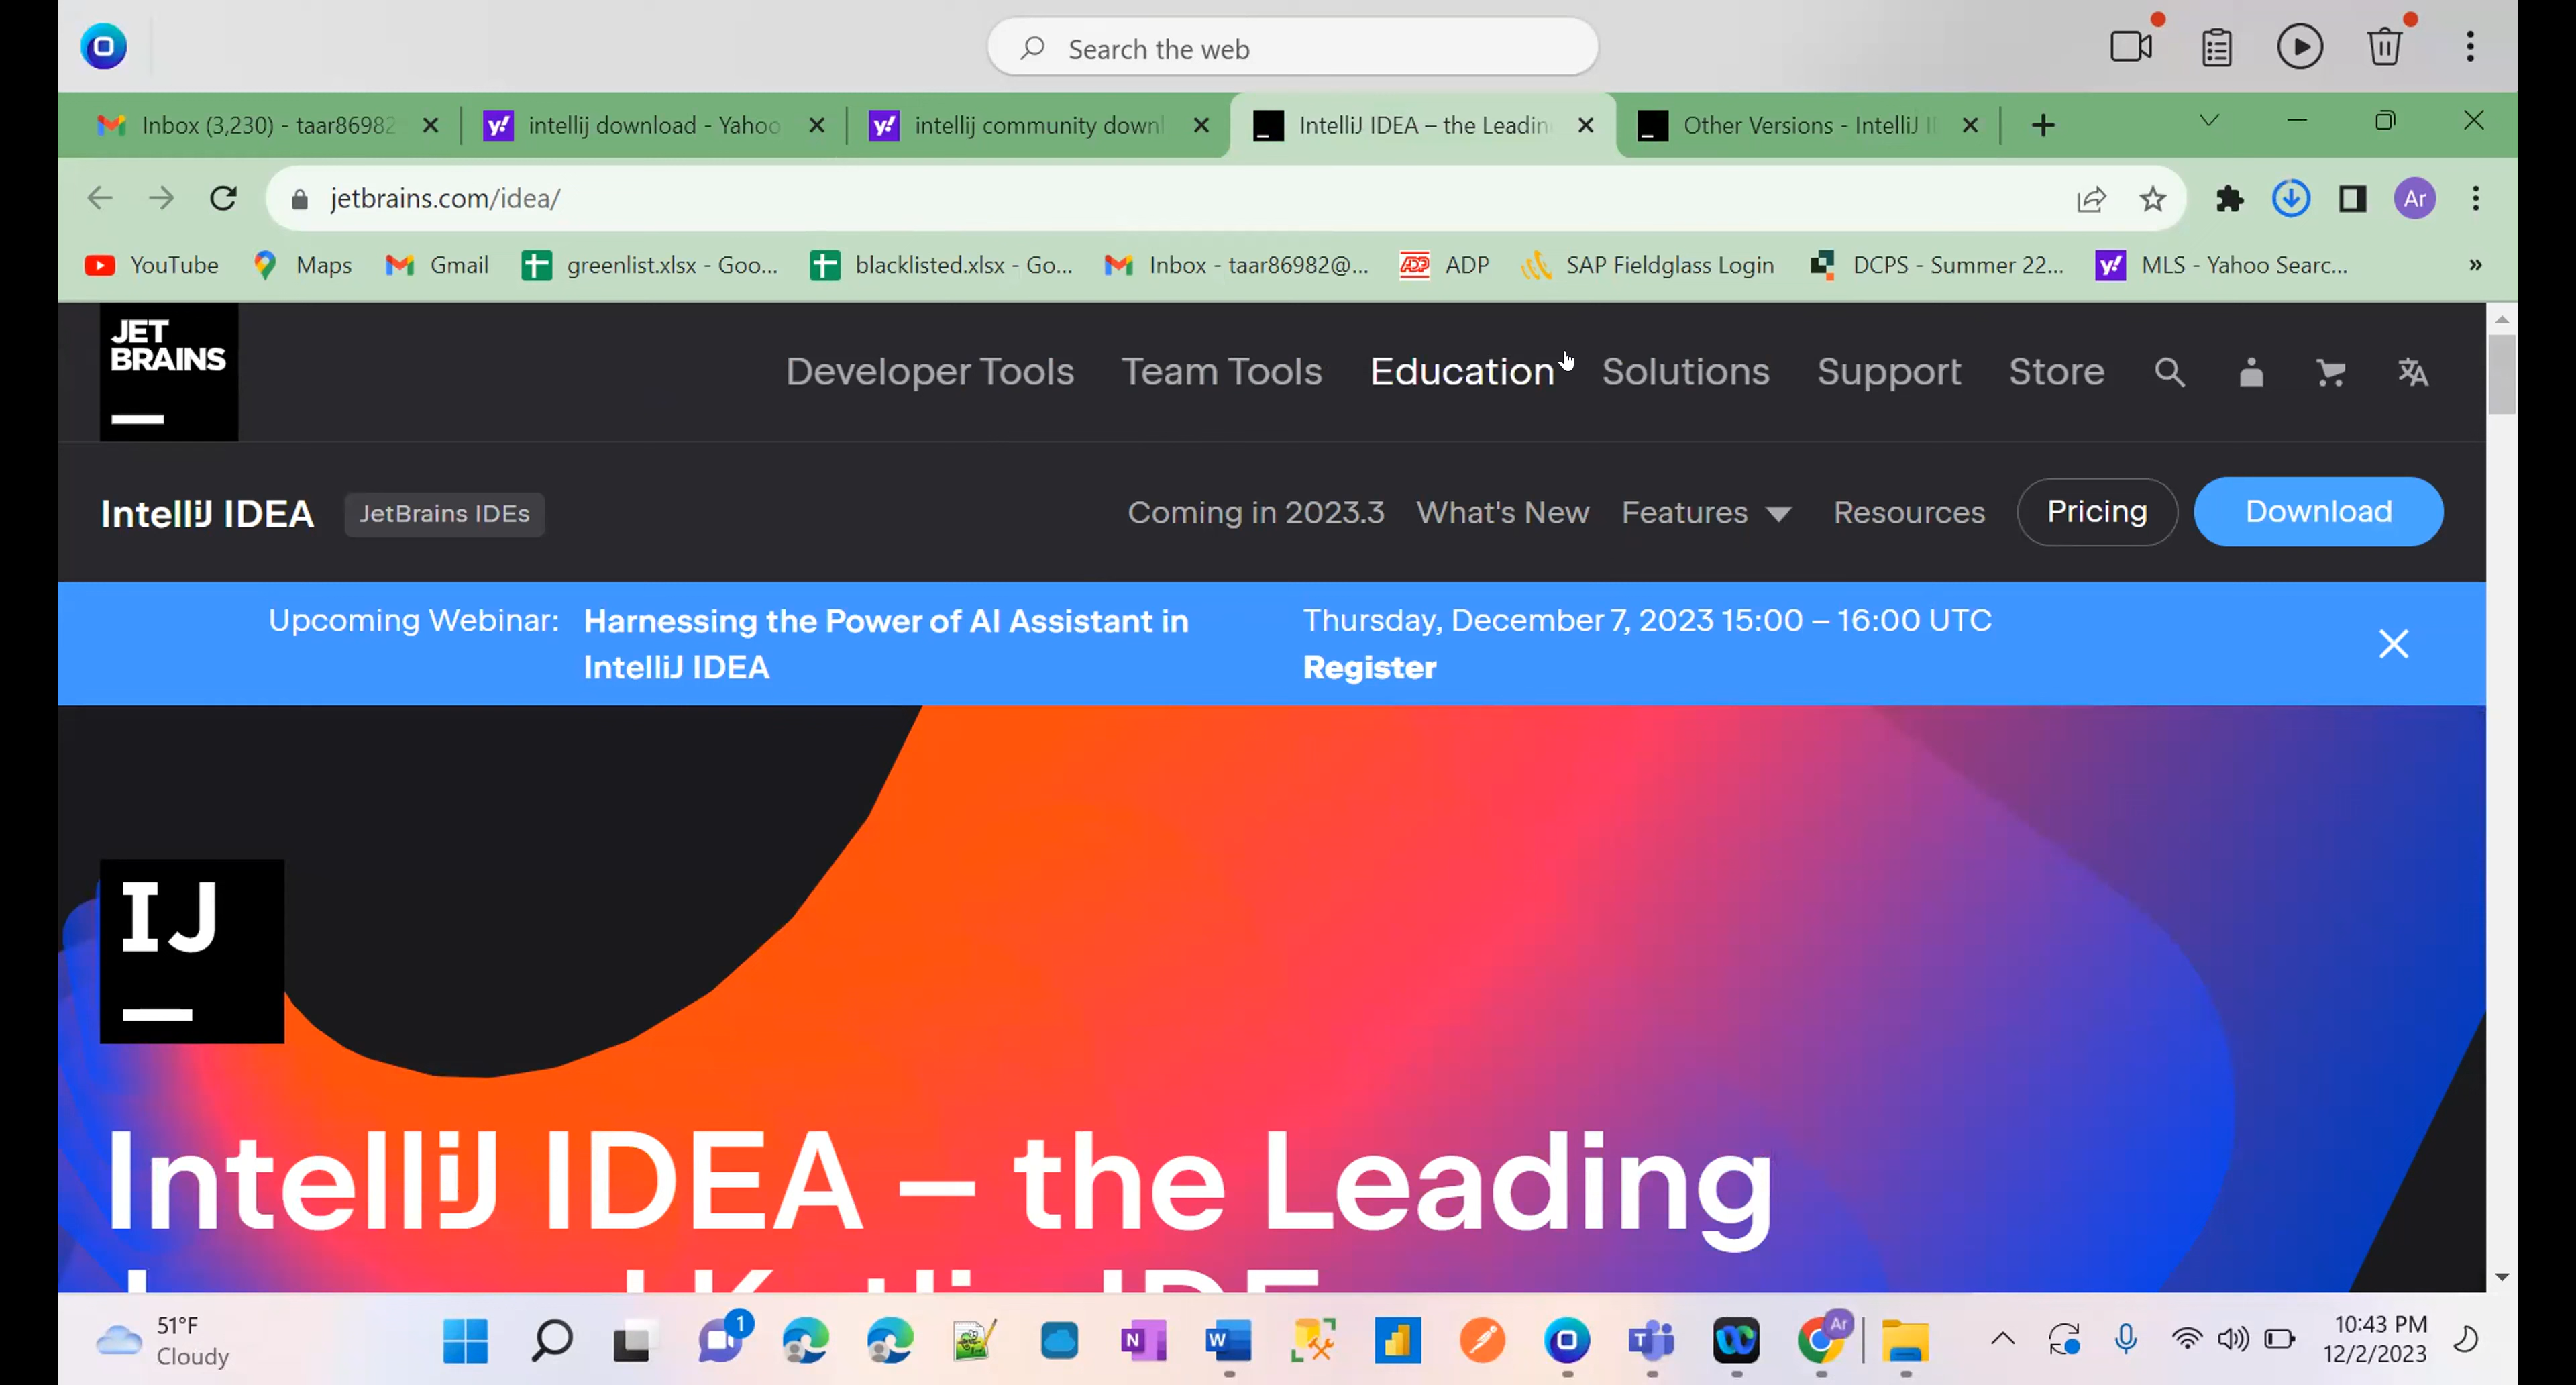 Search the web
Inbox (3,230) - taar86982
intellij download - Yahoo
intellij community downl
IntelliJ IDEA – the Leadin
Other Versions - IntelliJ I
jetbrains.com/idea/
Ar
YouTube
Maps
Gmail
greenlist.xlsx - Goo...
blacklisted.xlsx - Go...
Inbox - taar86982@...
ADP
ADP
SAP Fieldglass Login
DCPS - Summer 22...
MLS - Yahoo Searc...
»
JET
BRAINS
Developer Tools
Team Tools
Education
Solutions
Support
Store
IntelliJ IDEA
JetBrains IDEs
Coming in 2023.3
What's New
Features
Resources
Pricing
Download
Upcoming Webinar:
Harnessing the Power of AI Assistant in
IntelliJ IDEA
Thursday, December 7, 2023 15:00 – 16:00 UTC
Register
IJ
IntelliJ IDEA – the Leading
51°F
Cloudy
1
N
W
T
Ar
10:43 PM
12/2/2023